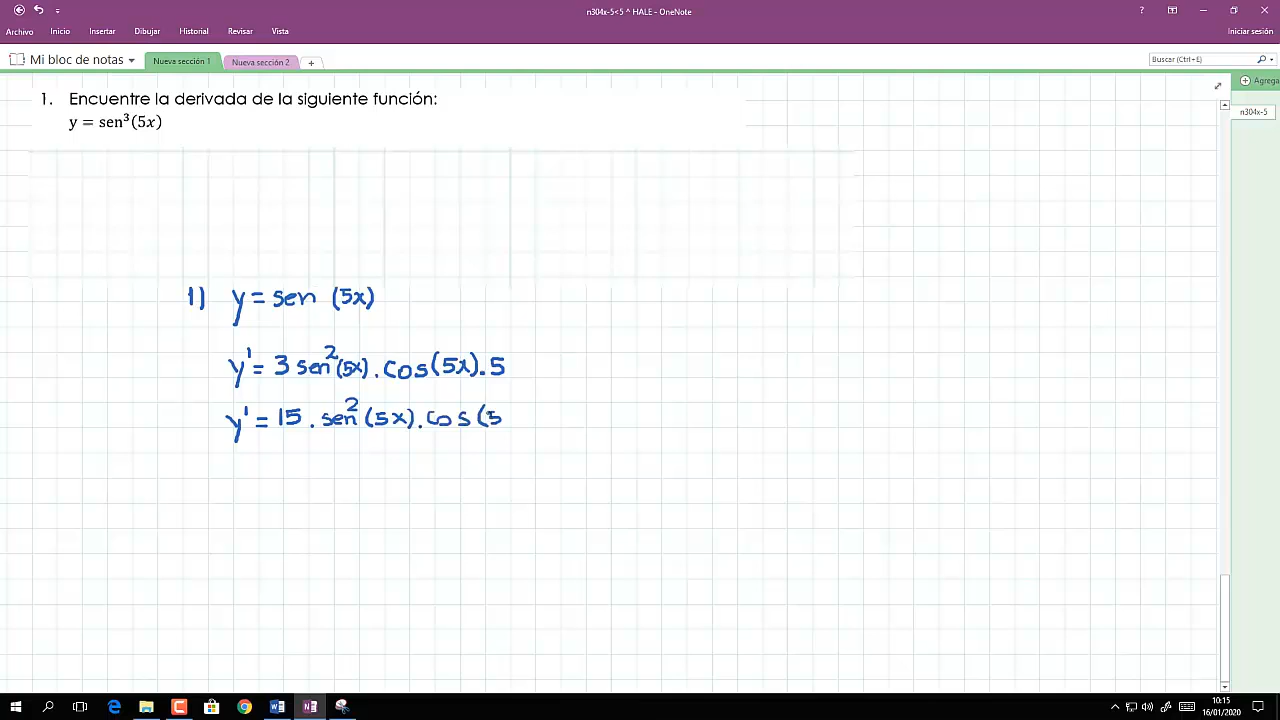 n304x-5<5 ^ HALE - OneNote
?
Archivo Inicio Insertar Dibujar Historial Revisar Vista Iniciar sesión
Mi bloc de notas Nueva sección 1 Nueva sección 2 + Buscar (Ctrl+E)
Agrega
n304x-5
1. Encuentre la derivada de la siguiente función:
y = sen³(5x)
1) y = sen (5x)
y' = 3 sen²(5x) . cos(5x) . 5
y' = 15 . sen² (5x) . cos (5
10:15
16/01/2020